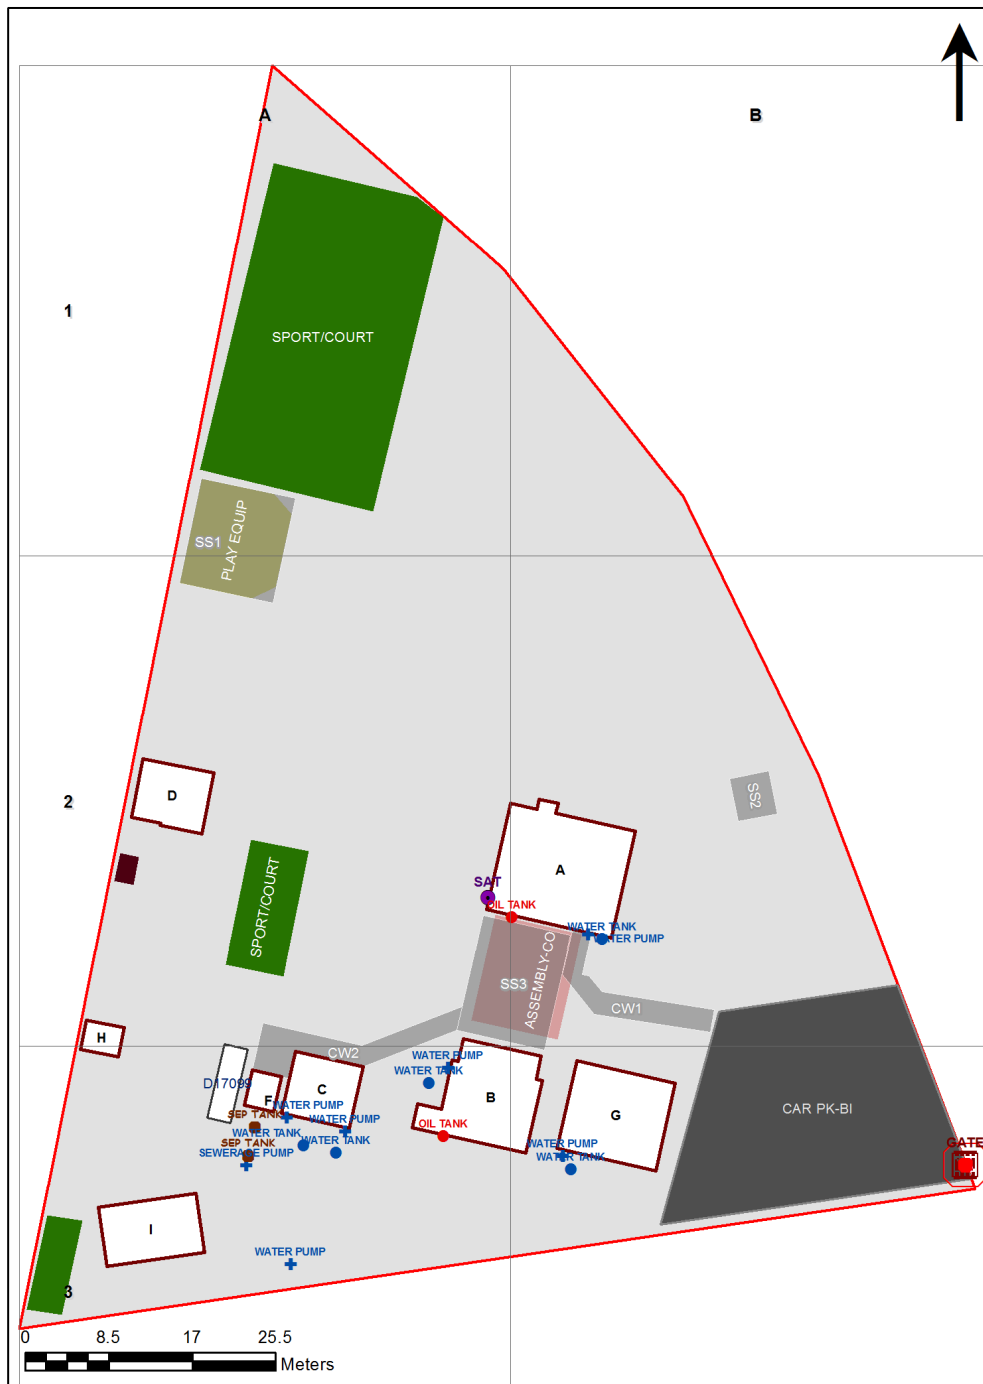 A
B
1
SPORT/COURT
PLAY EQUIP
SS1
2
D
SS2
A
SAT
OIL TANK
WATER TANK
WATER PUMP
SPORT/COURT
ASSEMBLY-CO
SS3
CW1
H
CW2
WATER PUMP
WATER TANK
D17099
F
C
B
G
CAR PK-BI
WATER PUMP
SEP TANK
WATER PUMP
OIL TANK
WATER TANK
SEP TANK
WATER TANK
SEWERAGE PUMP
WATER PUMP
WATER TANK
GATE
I
WATER PUMP
3
0 8.5 17 25.5
Meters